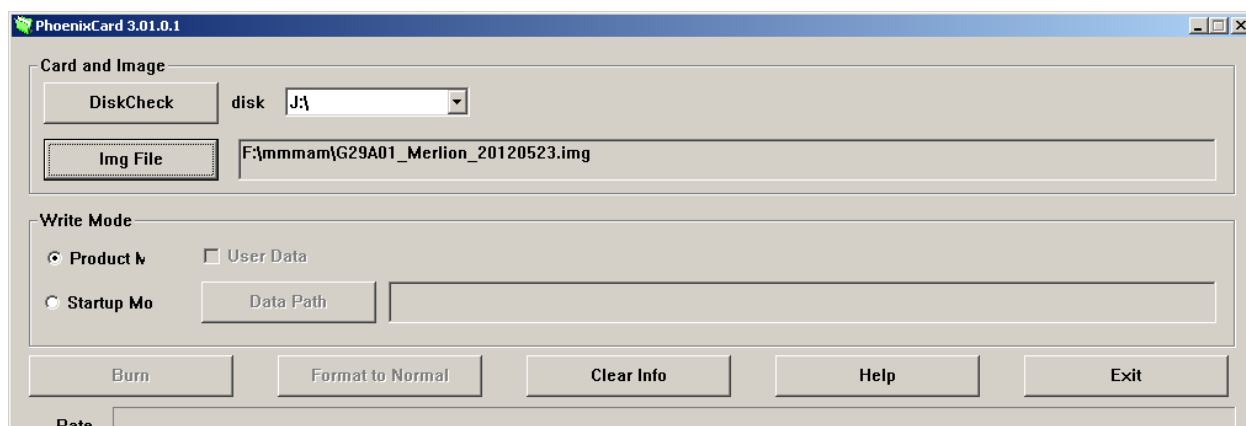 PhoenixCard 3.01.0.1
Card and Image
DiskCheck disk J:\
Img File F:\mmmam\G29A01_Merlion_20120523.img
Write Mode
Product M User Data
Startup Mo Data Path
Burn Format to Normal Clear Info Help Exit
Rate